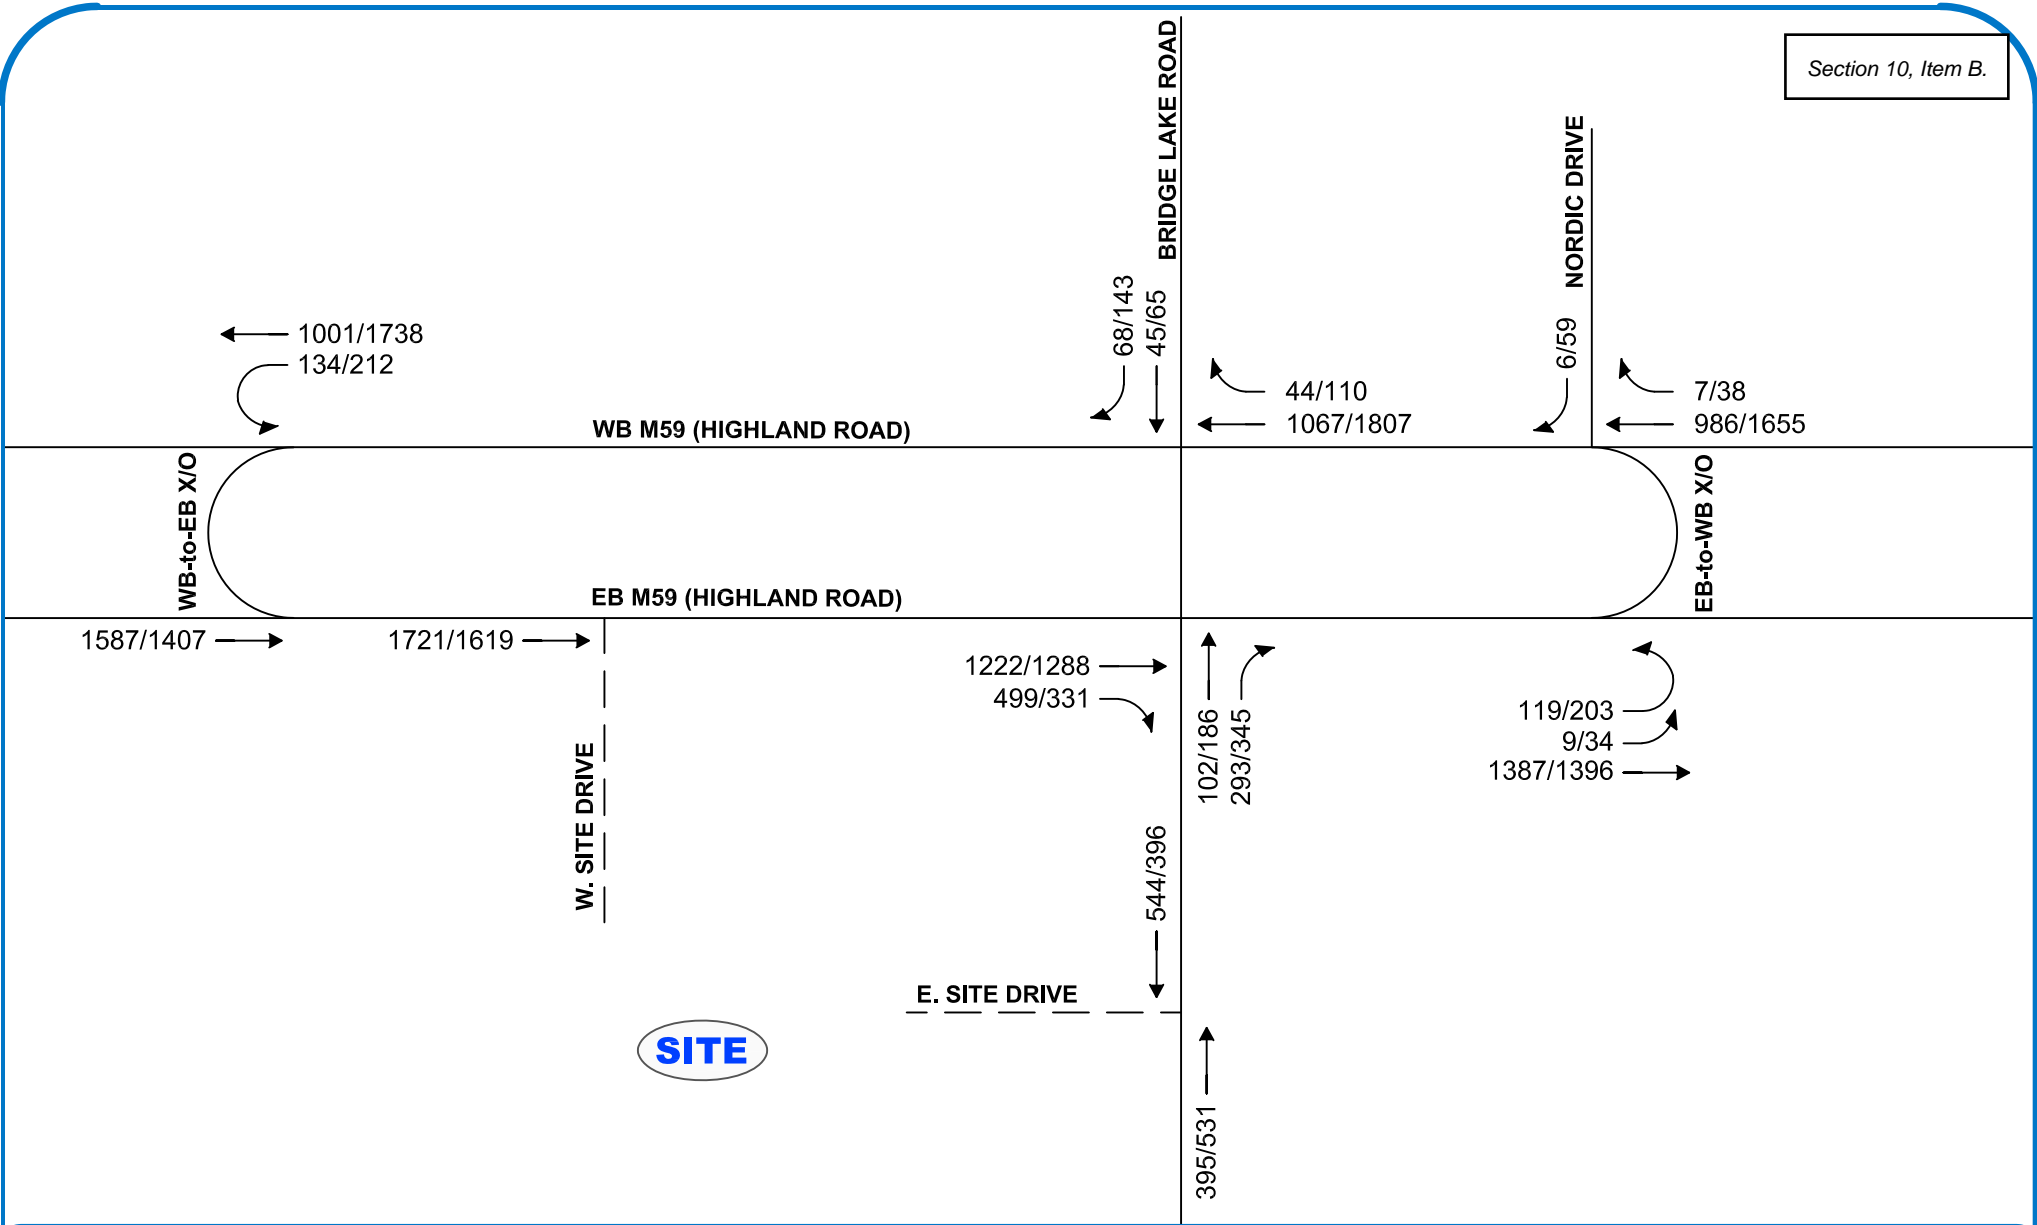 Section 10, Item B.
BRIDGE LAKE ROAD
NORDIC DRIVE
68/143
45/65
6/59
1001/1738
134/212
44/110
1067/1807
7/38
986/1655
WB M59 (HIGHLAND ROAD)
WB-to-EB X/O
EB-to-WB X/O
EB M59 (HIGHLAND ROAD)
1587/1407
1721/1619
1222/1288
499/331
102/186
293/345
119/203
9/34
1387/1396
W. SITE DRIVE
544/396
E. SITE DRIVE
SITE
395/531